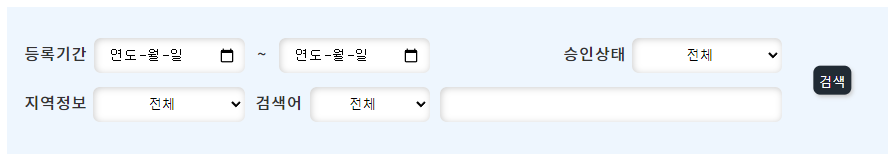 등록기간 연도-월-일 ~ 연도-월-일 승인상태 전체
검색
지역정보 전체 검색어 전체